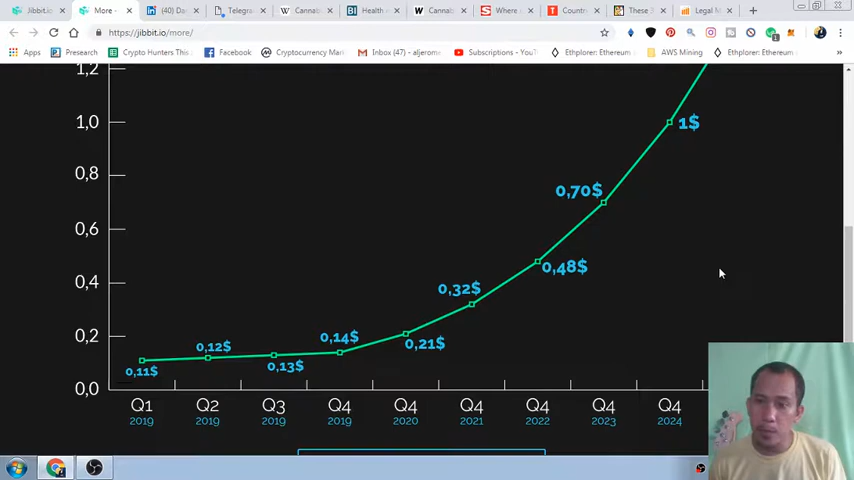 Jibbit.io
More -
(40) Da
Telegra
Cannab
Health
Cannab
Where
Countr
These
Legal M
https://jibbit.io/more/
Apps
Presearch
Crypto Hunters This
Facebook
Cryptocurrency Mark
Inbox (47) - aljerom
Subscriptions - YouT
Ethplorer: Ethereum
AWS Mining
Ethplorer: Ethereum
1,2
1,0
0,8
0,6
0,4
0,2
0,0
0,11$
0,12$
0,13$
0,14$
0,21$
0,32$
0,48$
0,70$
1$
Q1 Q2 Q3 Q4 Q4 Q4 Q4 Q4 Q4
2019 2019 2019 2019 2020 2021 2022 2023 2024